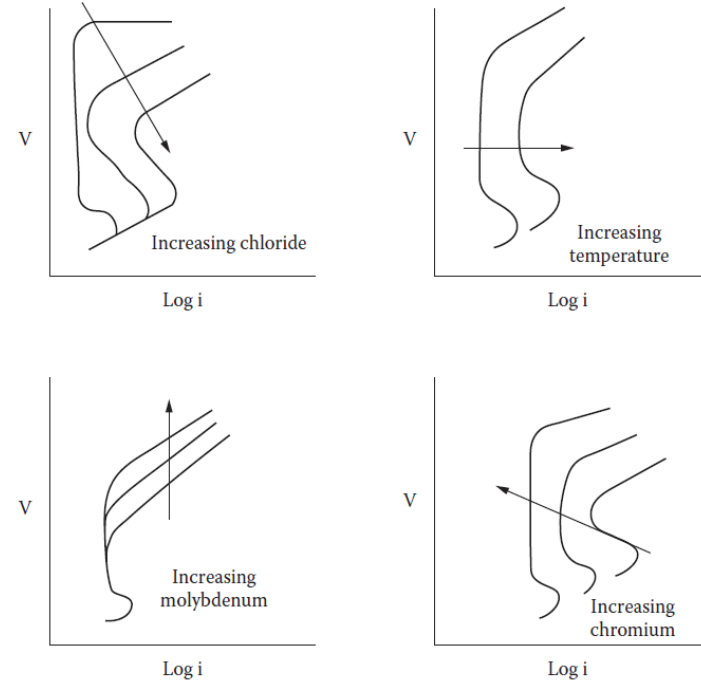 V
Increasing chloride
Log i
V
Increasing
temperature
Log i
V
Increasing
molybdenum
Log i
V
Increasing
chromium
Log i